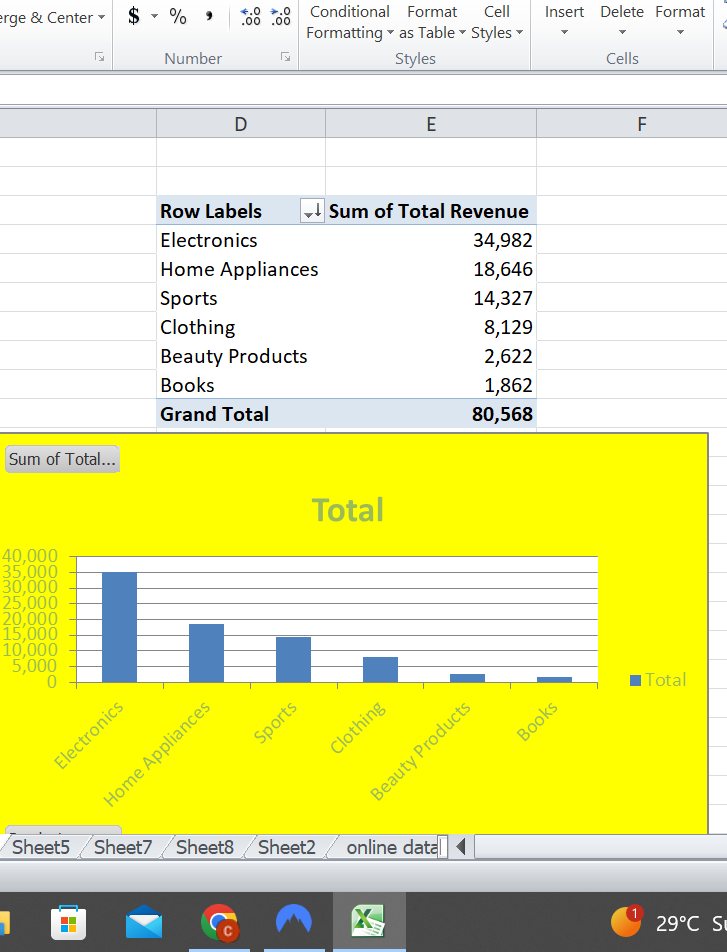 erge & Center
$ % , .00 .00
Conditional Format Cell
Formatting as Table Styles
Insert Delete Format
Number
Styles
Cells
D E F
Row Labels Sum of Total Revenue
Electronics 34,982
Home Appliances 18,646
Sports 14,327
Clothing 8,129
Beauty Products 2,622
Books 1,862
Grand Total 80,568
Sum of Total...
Total
40,000
35,000
30,000
25,000
20,000
15,000
10,000
5,000
0
Total
Electronics
Home Appliances
Sports
Clothing
Beauty Products
Books
Sheet5 Sheet7 Sheet8 Sheet2 online data
C
1
29°C